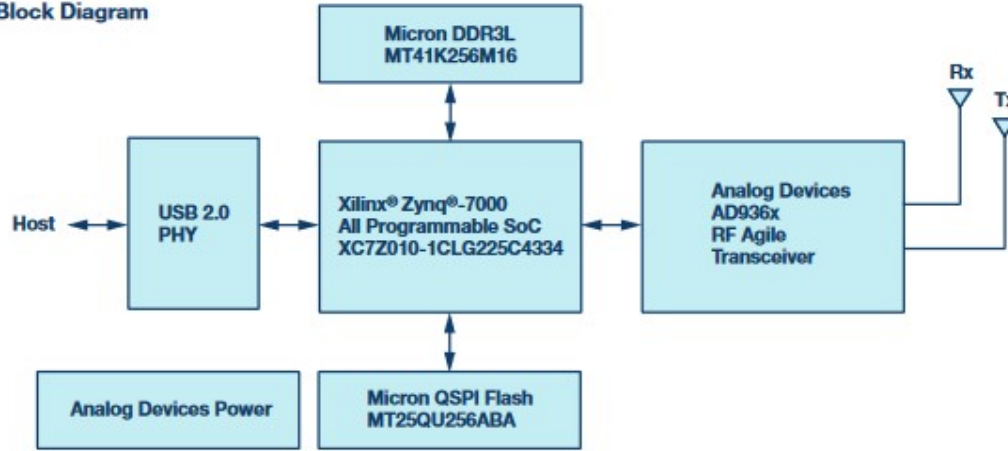 Block Diagram
Micron DDR3L
MT41K256M16
Rx
Tx
Host
USB 2.0
PHY
Xilinx® Zynq®-7000
All Programmable SoC
XC7Z010-1CLG225C4334
Analog Devices
AD936x
RF Agile
Transceiver
Analog Devices Power
Micron QSPI Flash
MT25QU256ABA